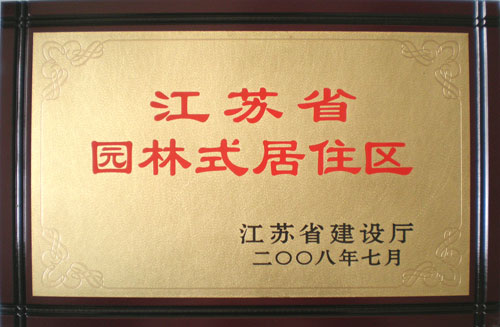 江苏省
园林式居住区
江苏省建设厅
二〇〇八年七月